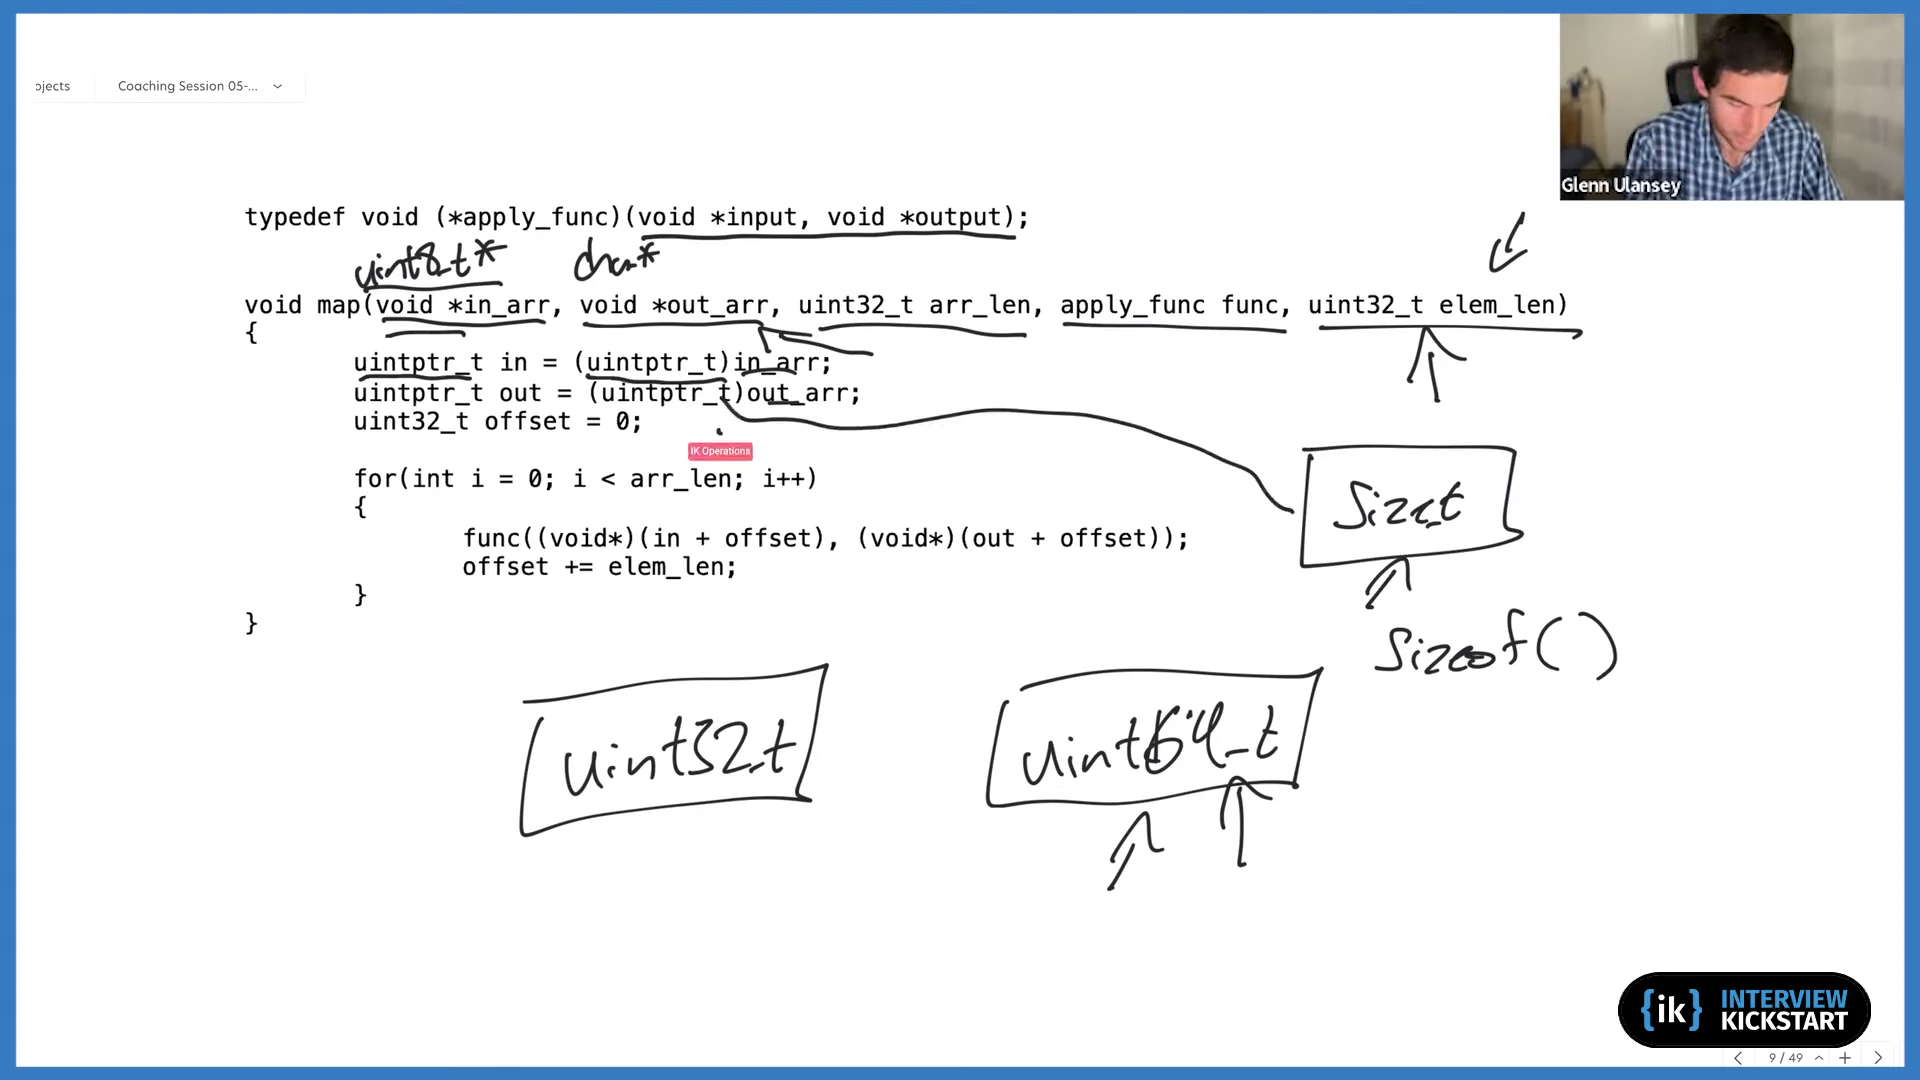 ojects Coaching Session 05-...
Glenn Ulansey
typedef void (*apply_func)(void *input, void *output);
uint8_t* char*
void map(void *in_arr, void *out_arr, uint32_t arr_len, apply_func func, uint32_t elem_len)
{
uintptr_t in = (uintptr_t)in_arr;
uintptr_t out = (uintptr_t)out_arr;
uint32_t offset = 0;
IK Operations
for(int i = 0; i < arr_len; i++)
{
func((void*)(in + offset), (void*)(out + offset));
offset += elem_len;
}
}
size_t
sizeof()
uint32_t
uint64_t
{ik} INTERVIEW
KICKSTART
9 / 49